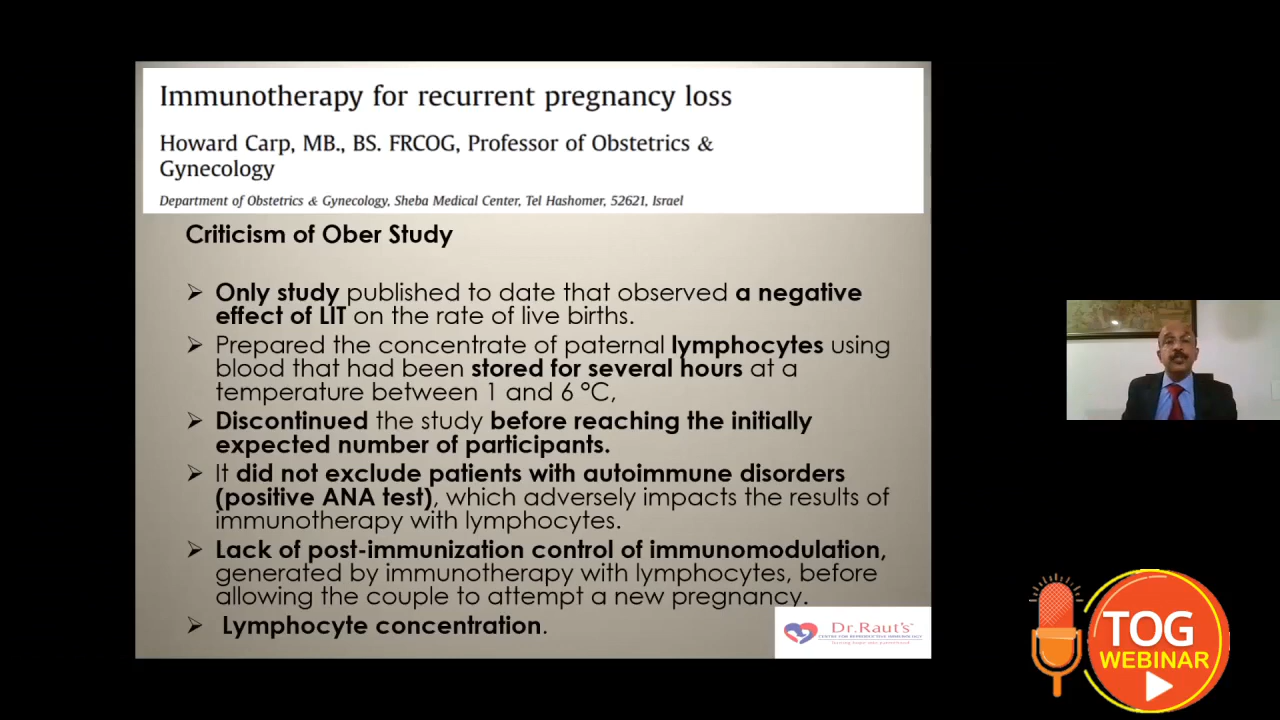 Immunotherapy for recurrent pregnancy loss
Howard Carp, MB., BS. FRCOG, Professor of Obstetrics &
Gynecology
Department of Obstetrics & Gynecology, Sheba Medical Center, Tel Hashomer, 52621, Israel
Criticism of Ober Study
➢ Only study published to date that observed a negative
effect of LIT on the rate of live births.
➢ Prepared the concentrate of paternal lymphocytes using
blood that had been stored for several hours at a
temperature between 1 and 6 °C,
➢ Discontinued the study before reaching the initially
expected number of participants.
➢ It did not exclude patients with autoimmune disorders
(positive ANA test), which adversely impacts the results of
immunotherapy with lymphocytes.
➢ Lack of post-immunization control of immunomodulation,
generated by immunotherapy with lymphocytes, before
allowing the couple to attempt a new pregnancy.
➢ Lymphocyte concentration.
Dr.Raut's
CENTRE FOR REPRODUCTIVE IMMUNOLOGY
TOG
WEBINAR